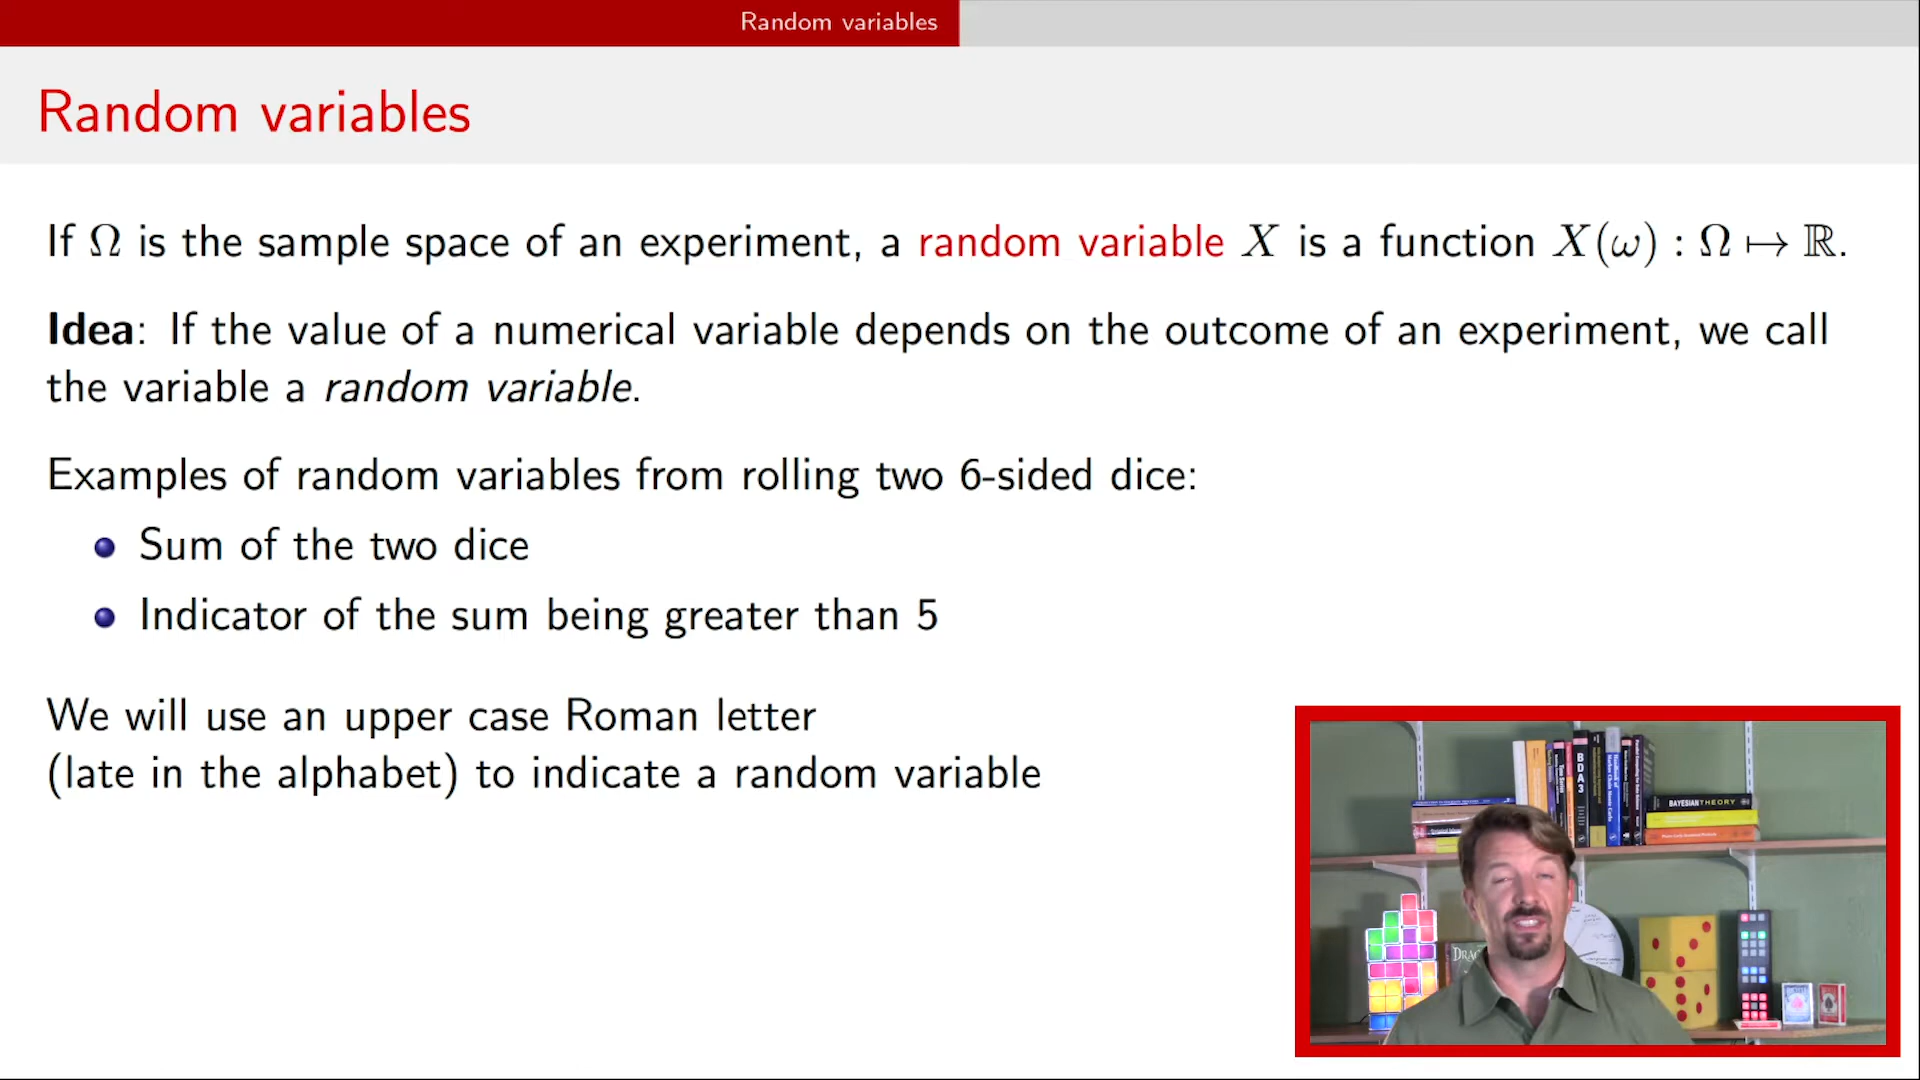 Random variables
Random variables
If Ω is the sample space of an experiment, a random variable X is a function X(ω) : Ω ↦ ℝ.
Idea: If the value of a numerical variable depends on the outcome of an experiment, we call
the variable a random variable.
Examples of random variables from rolling two 6-sided dice:
Sum of the two dice
Indicator of the sum being greater than 5
We will use an upper case Roman letter
(late in the alphabet) to indicate a random variable
BDA3
BAYESIAN THEORY